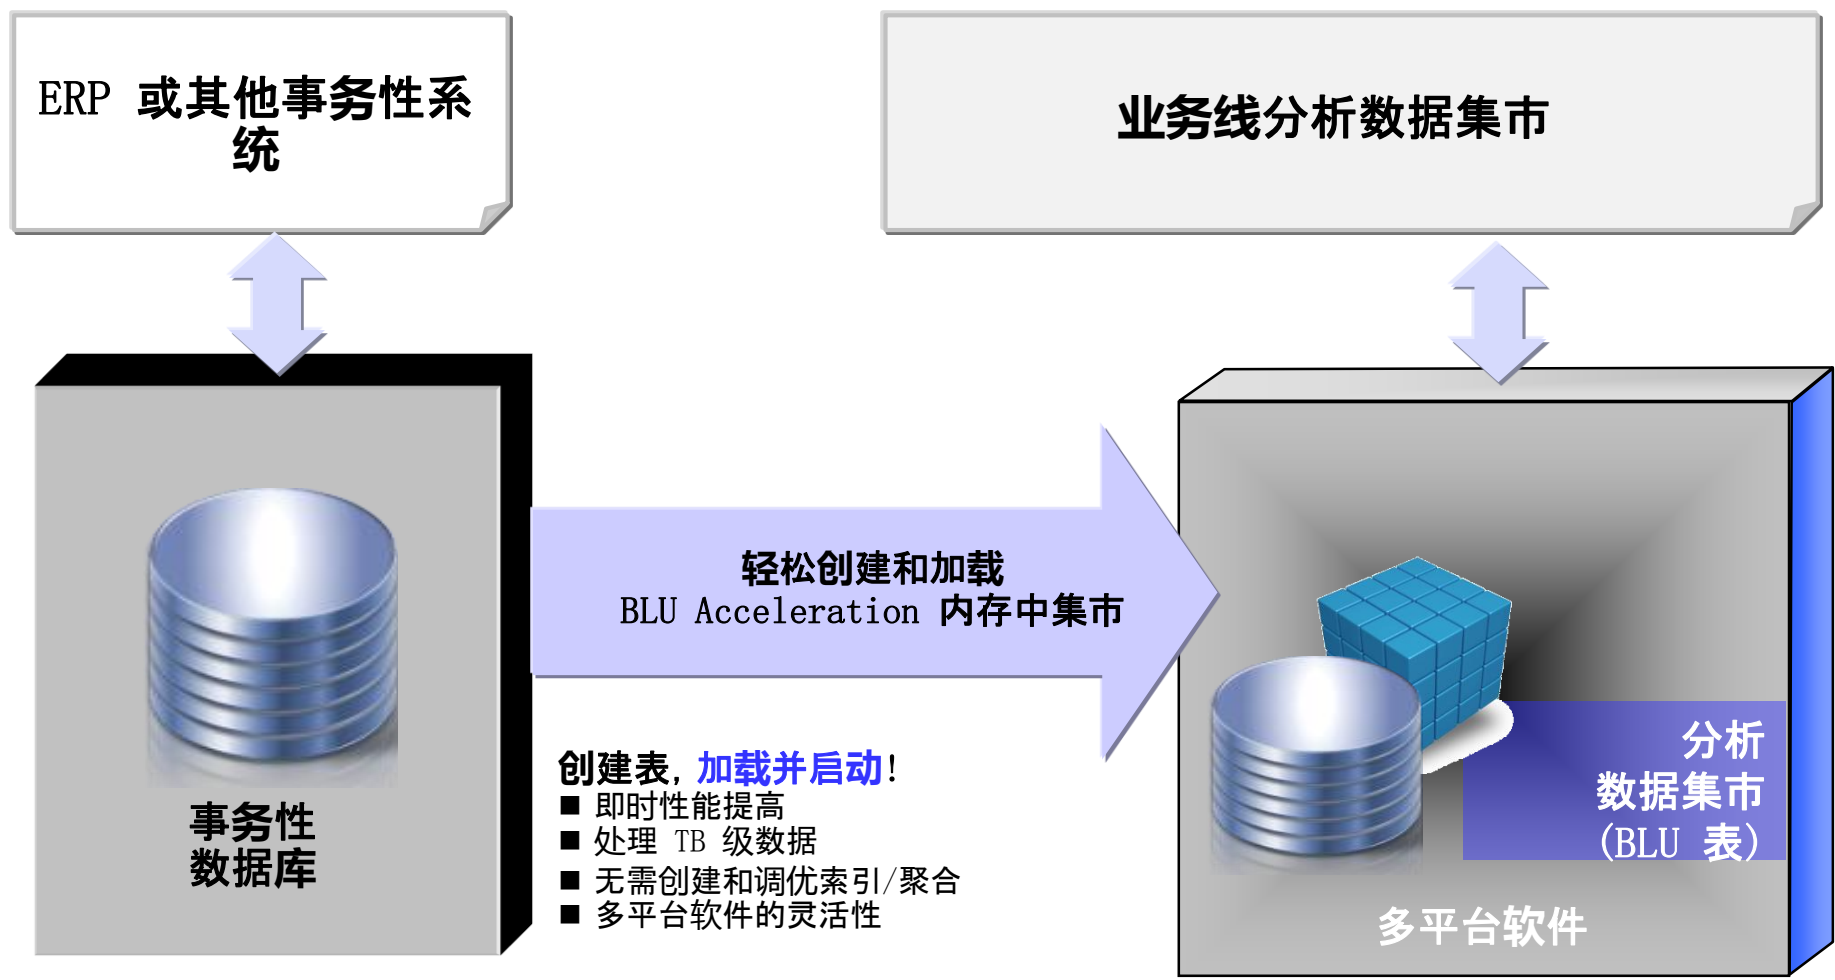 ERP 或其他事务性系
统
业务线分析数据集市
轻松创建和加载
BLU Acceleration 内存中集市
创建表, 加载并启动!
■ 即时性能提高
■ 处理 TB 级数据
■ 无需创建和调优索引/聚合
■ 多平台软件的灵活性
事务性
数据库
分析
数据集市
(BLU 表)
多平台软件